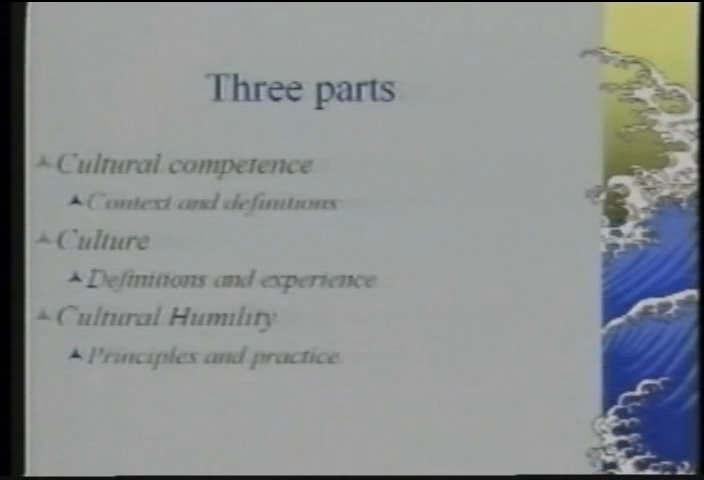 Three parts
Cultural competence
Context and definitions
Culture
Definitions and experience
Cultural Humility
Principles and practice